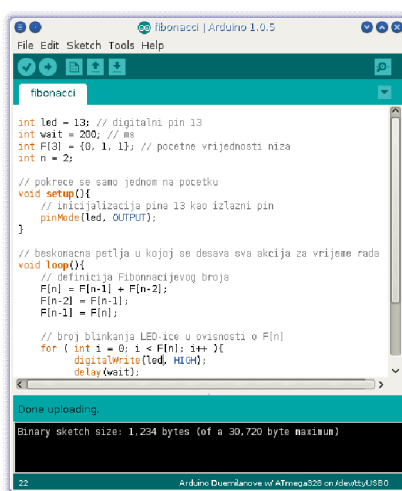 fibonacci | Arduino 1.0.5
File Edit Sketch Tools Help
fibonacci
int led = 13; // digitalni pin 13
int wait = 200; // ms
int F[3] = {0, 1, 1}; // pocetne vrijednosti niza
int n = 2;
// pokrece se samo jednom na pocetku
void setup(){
// inicijalizacija pina 13 kao izlazni pin
pinMode(led, OUTPUT);
}
// beskonacna petlja u kojoj se desava sva akcija za vrijeme rada
void loop(){
// definicija Fibonnacijevog broja
F[n] = F[n-1] + F[n-2];
F[n-2] = F[n-1];
F[n-1] = F[n];
// broj blinkanja LED-ice u ovisnosti o F[n]
for ( int i = 0; i < F[n]; i++ ){
digitalWrite(led, HIGH);
delay(wait);
Done uploading.
Binary sketch size: 1,234 bytes (of a 30,720 byte maximum)
22
Arduino Duemilanove w/ ATmega328 on /dev/ttyUSB0